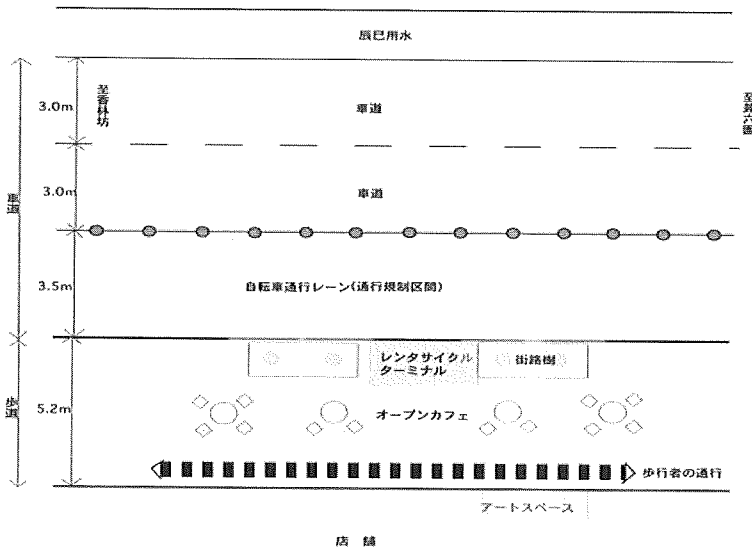 辰巳用水
車道
3.0m
至香林坊
車道
至兼六園
3.0m
車道
3.5m
自転車通行レーン(通行規制区間)
歩道
5.2m
レンタサイクル
ターミナル
街路樹
オープンカフェ
歩行者の通行
アートスペース
店 舗